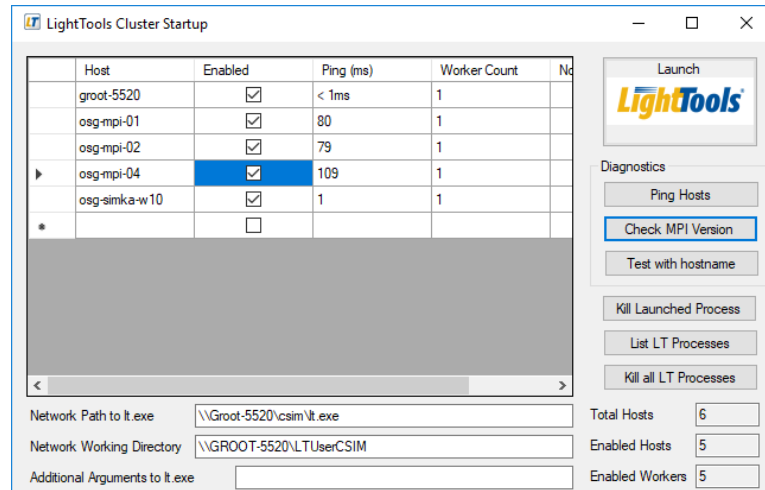 LT LightTools Cluster Startup
Host Enabled Ping (ms) Worker Count No
groot-5520 < 1ms 1
osg-mpi-01 80 1
osg-mpi-02 79 1
osg-mpi-04 109 1
osg-simka-w10 1 1
Launch
LightTools
Diagnostics
Ping Hosts
Check MPI Version
Test with hostname
Kill Launched Process
List LT Processes
Kill all LT Processes
Network Path to lt.exe \\Groot-5520\csim\lt.exe
Total Hosts 6
Network Working Directory \\GROOT-5520\LTUserCSIM
Enabled Hosts 5
Additional Arguments to lt.exe
Enabled Workers 5